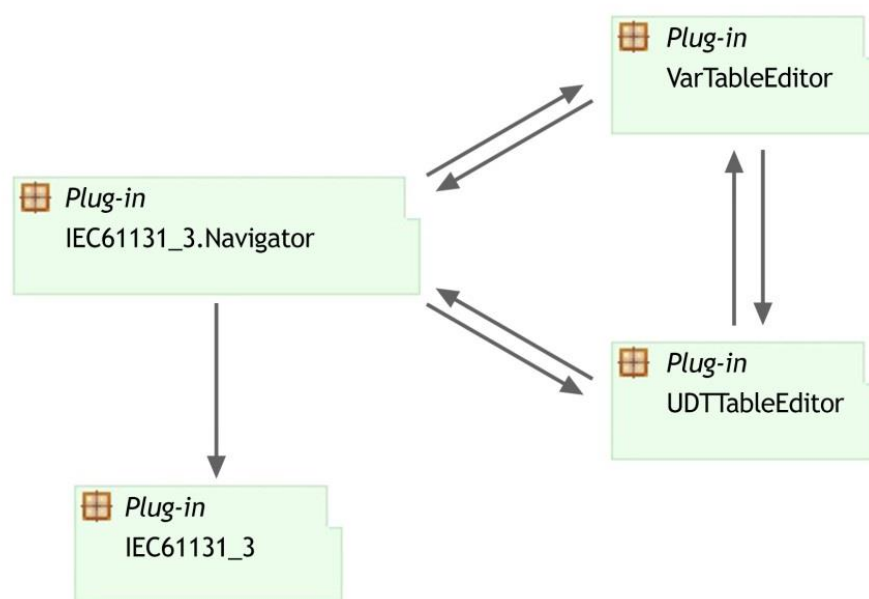 Plug-in
VarTableEditor
Plug-in
IEC61131_3.Navigator
Plug-in
UDTTableEditor
Plug-in
IEC61131_3